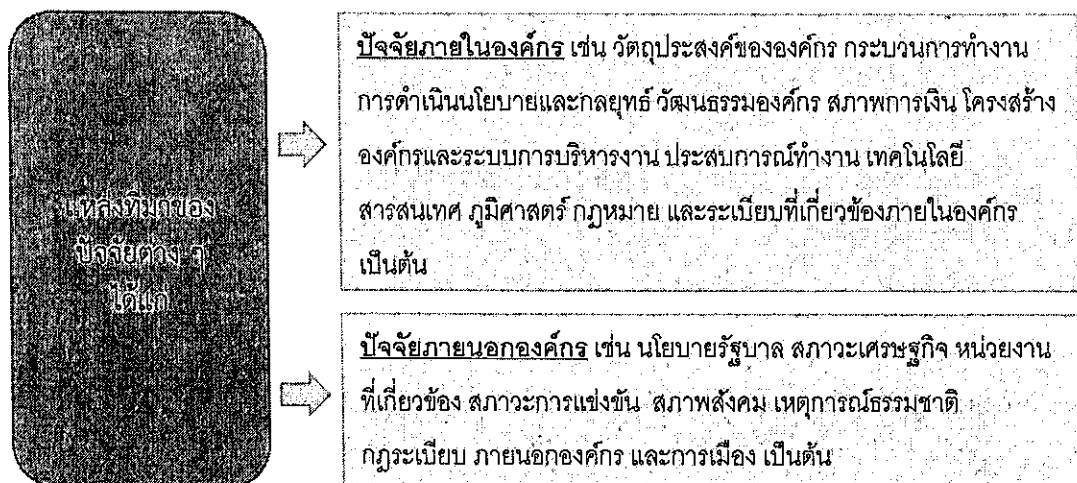 แหล่งที่มาของ
ปัจจัยต่าง ๆ
ได้แก่
ปัจจัยภายในองค์กร เช่น วัตถุประสงค์ขององค์กร กระบวนการทำงาน
การดำเนินนโยบายและกลยุทธ์ วัฒนธรรมองค์กร สภาพการเงิน โครงสร้าง
องค์กรและระบบการบริหารงาน ประสบการณ์ทำงาน เทคโนโลยี
สารสนเทศ ภูมิศาสตร์ กฎหมาย และระเบียบที่เกี่ยวข้องภายในองค์กร
เป็นต้น
ปัจจัยภายนอกองค์กร เช่น นโยบายรัฐบาล สภาวะเศรษฐกิจ หน่วยงาน
ที่เกี่ยวข้อง สภาวะการแข่งขัน สภาพสังคม เหตุการณ์ธรรมชาติ
กฎระเบียบ ภายนอกองค์กร และการเมือง เป็นต้น